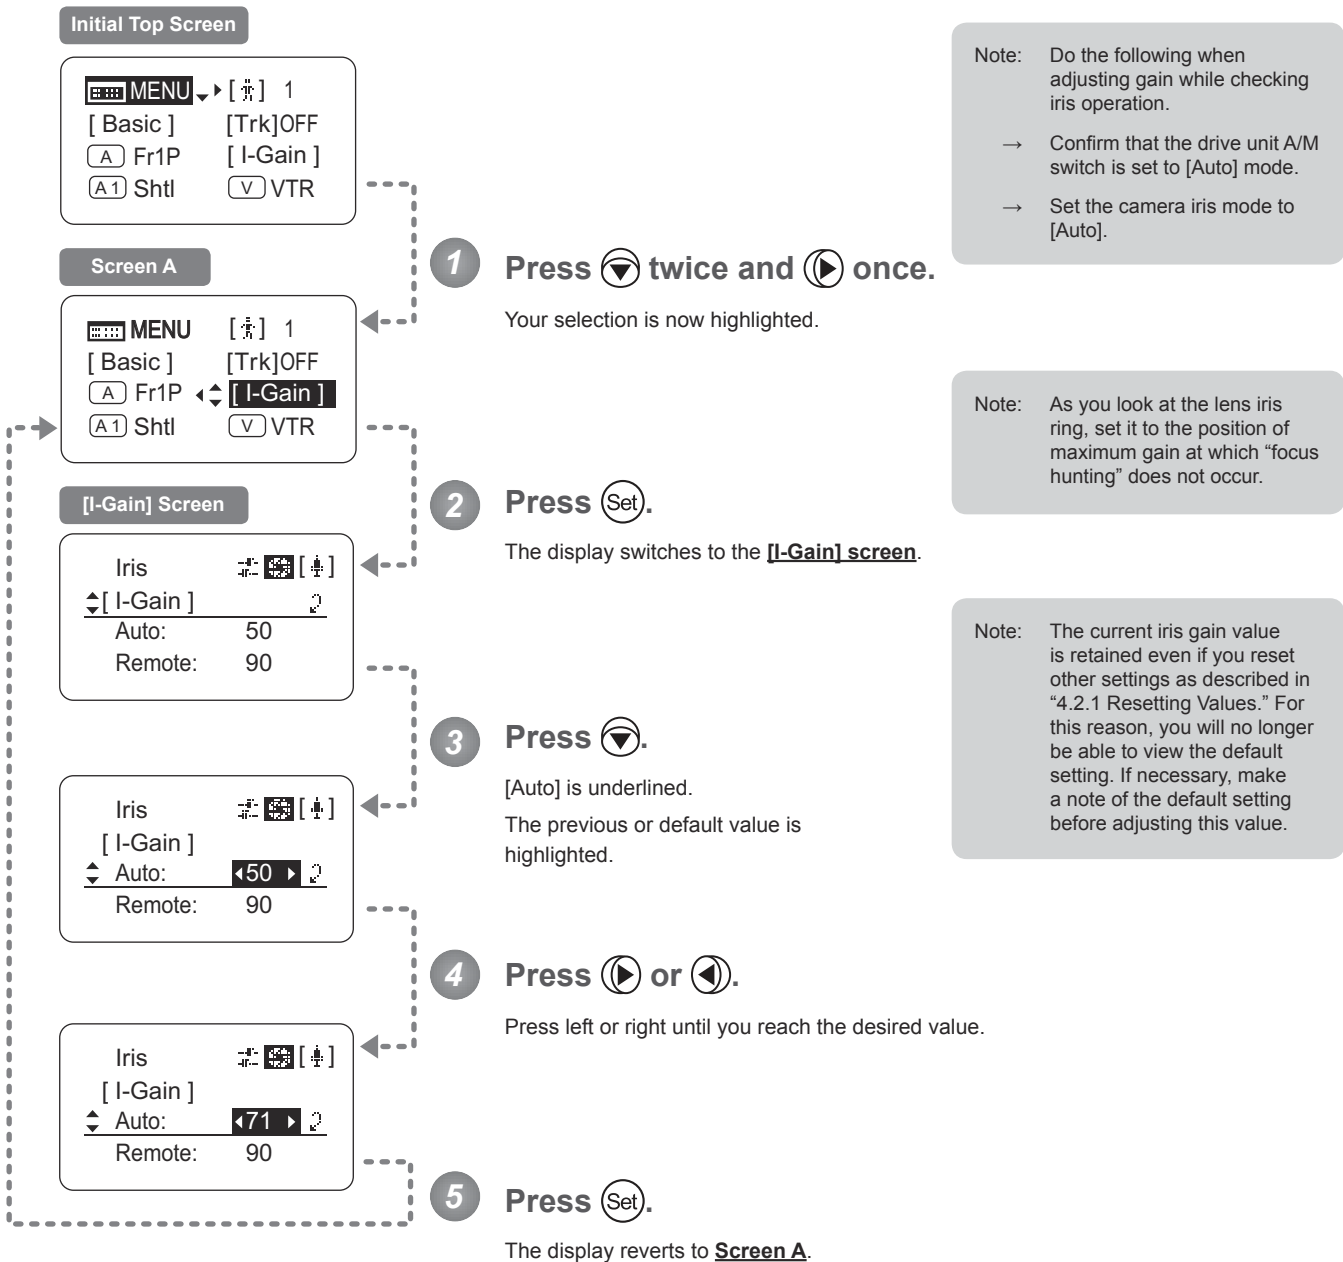 Initial Top Screen
MENU [ ] 1
[ Basic ] [Trk]OFF
A Fr1P [ I-Gain ]
A1 Shtl V VTR
Screen A
MENU [ ] 1
[ Basic ] [Trk]OFF
A Fr1P [ I-Gain ]
A1 Shtl V VTR
1 Press twice and once.
Your selection is now highlighted.
[I-Gain] Screen
Iris [ ]
[ I-Gain ]
Auto: 50
Remote: 90
2 Press Set.
The display switches to the [I-Gain] screen.
Iris [ ]
[ I-Gain ]
Auto: 50
Remote: 90
3 Press .
[Auto] is underlined.
The previous or default value is
highlighted.
Iris [ ]
[ I-Gain ]
Auto: 71
Remote: 90
4 Press or .
Press left or right until you reach the desired value.
5 Press Set.
The display reverts to Screen A.
Note: Do the following when
adjusting gain while checking
iris operation.
→ Confirm that the drive unit A/M
switch is set to [Auto] mode.
→ Set the camera iris mode to
[Auto].
Note: As you look at the lens iris
ring, set it to the position of
maximum gain at which “focus
hunting” does not occur.
Note: The current iris gain value
is retained even if you reset
other settings as described in
“4.2.1 Resetting Values.” For
this reason, you will no longer
be able to view the default
setting. If necessary, make
a note of the default setting
before adjusting this value.